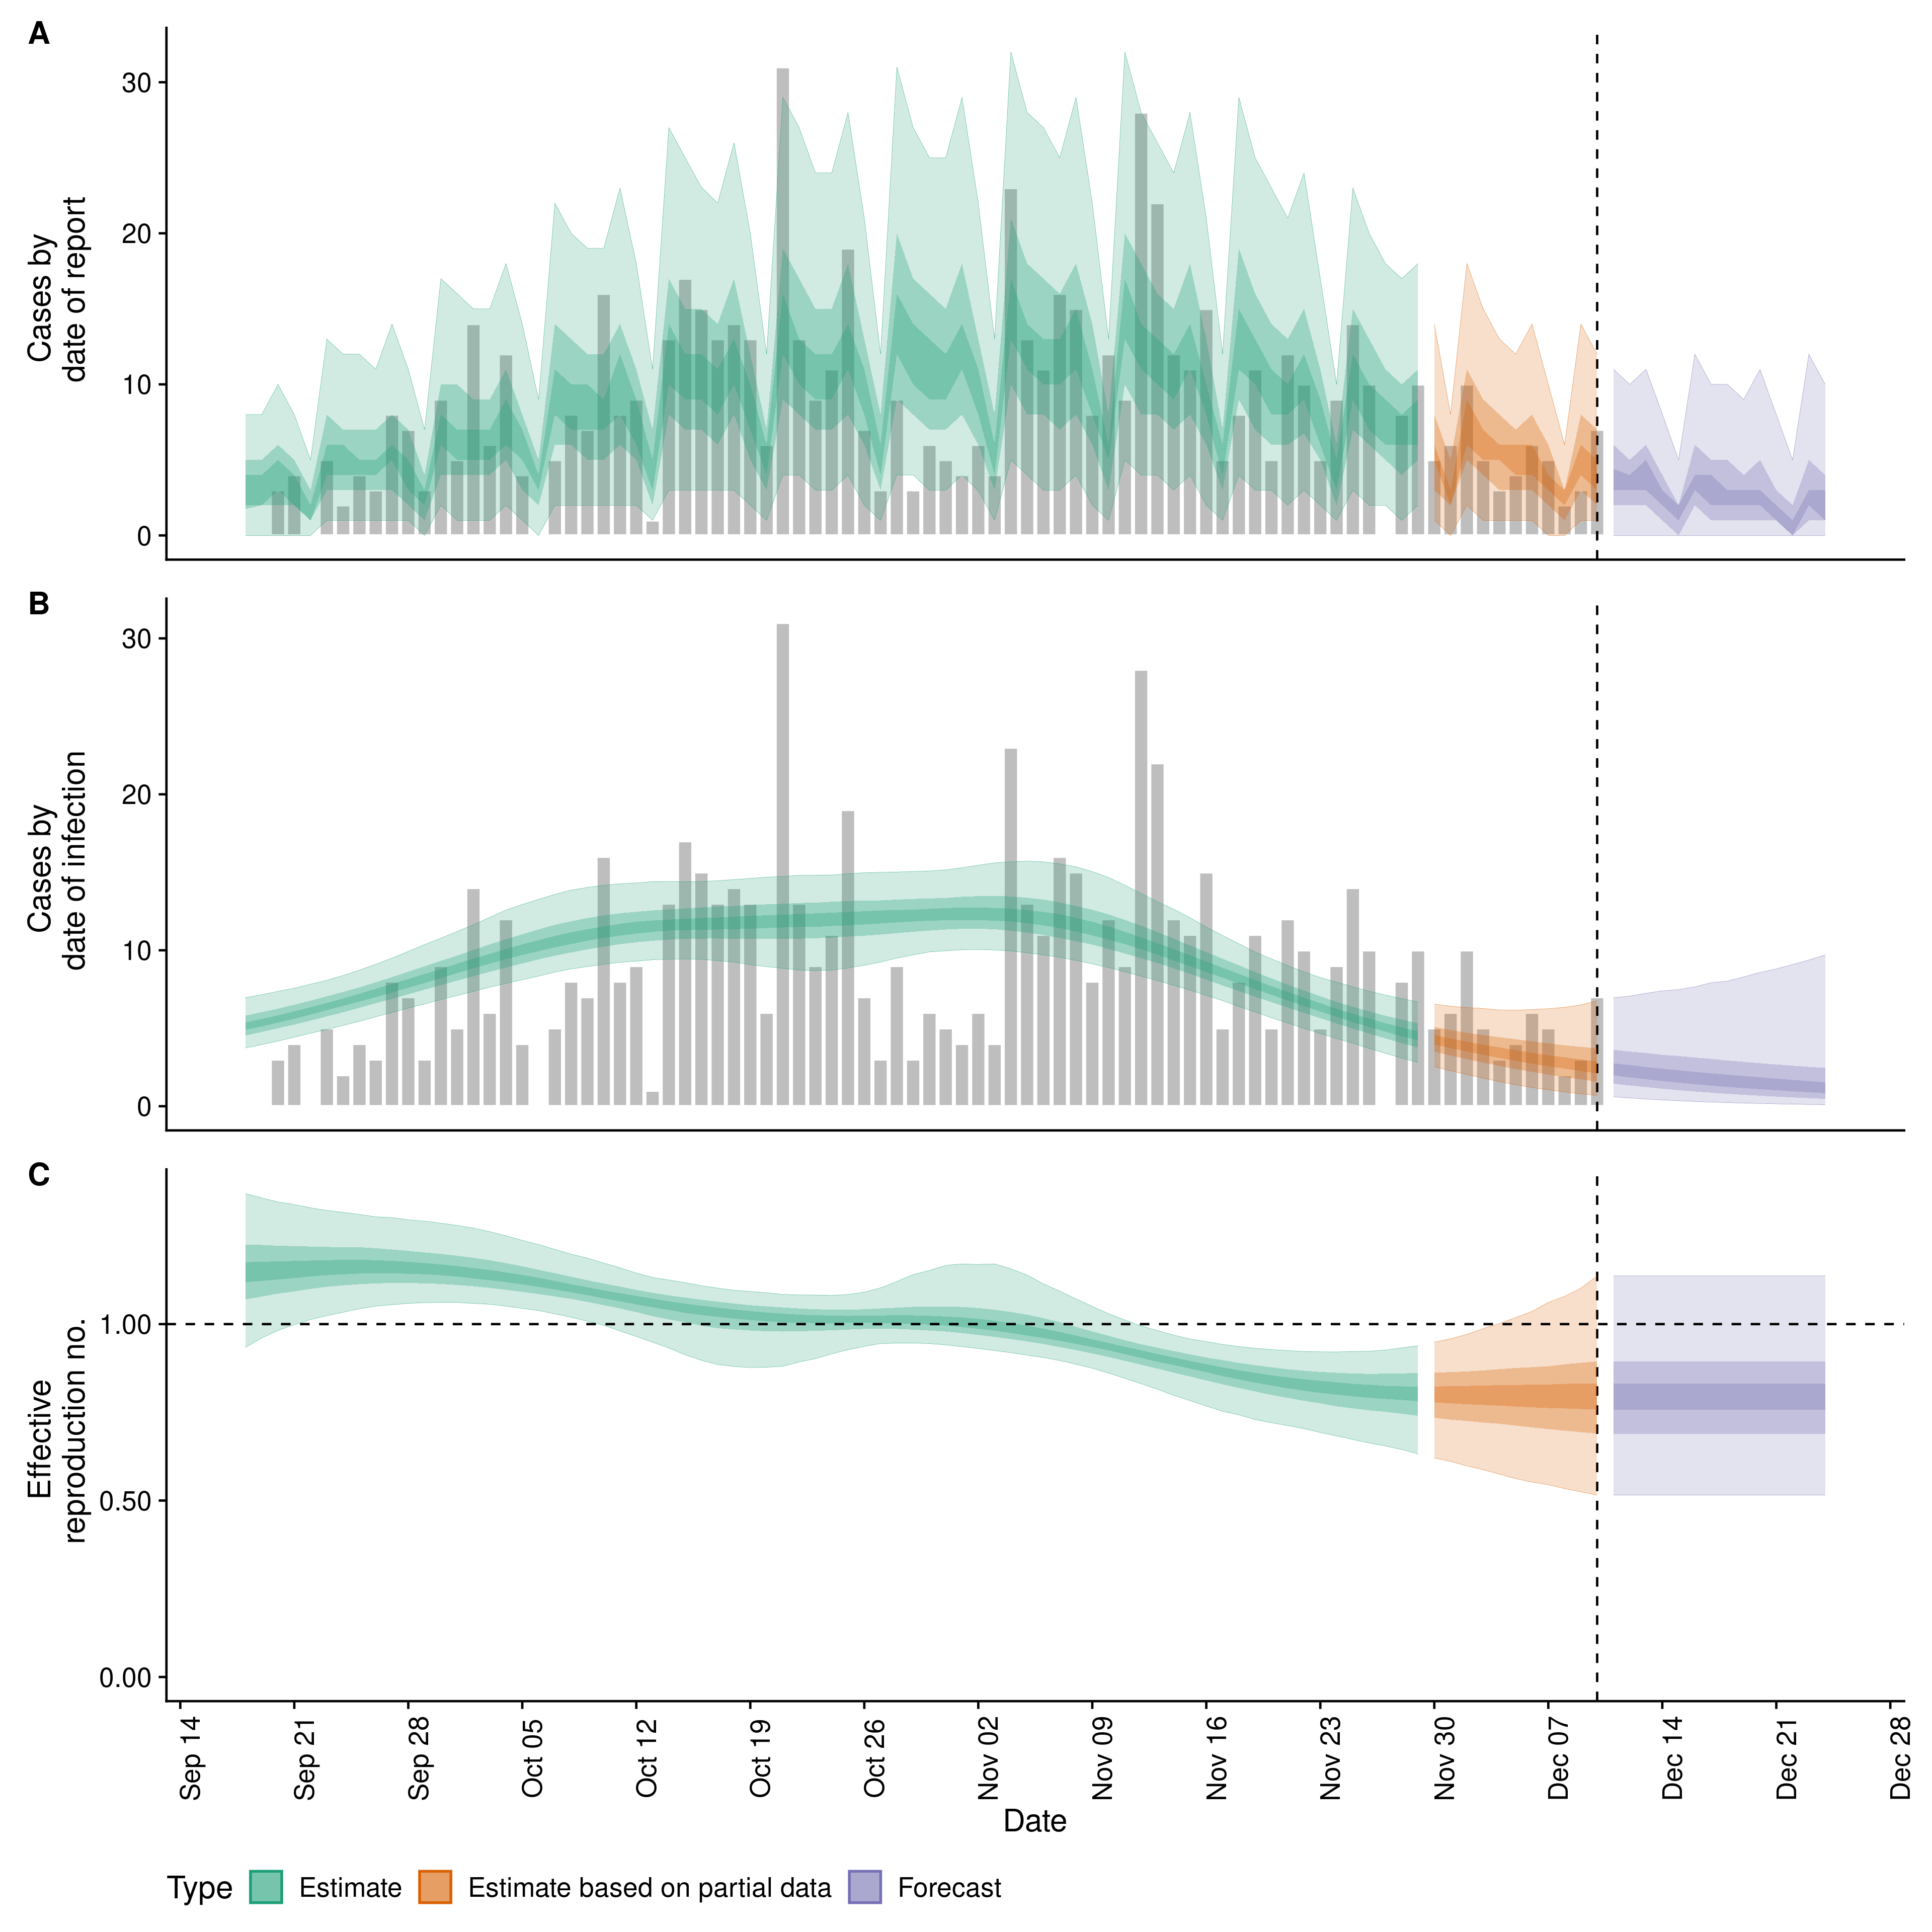 A
Cases by
date of report
30
20
10
0
B
Cases by
date of infection
30
20
10
0
C
Effective
reproduction no.
1.00
0.50
0.00
Sep 14
Sep 21
Sep 28
Oct 05
Oct 12
Oct 19
Oct 26
Nov 02
Nov 09
Nov 16
Nov 23
Nov 30
Dec 07
Dec 14
Dec 21
Dec 28
Date
Type Estimate Estimate based on partial data Forecast